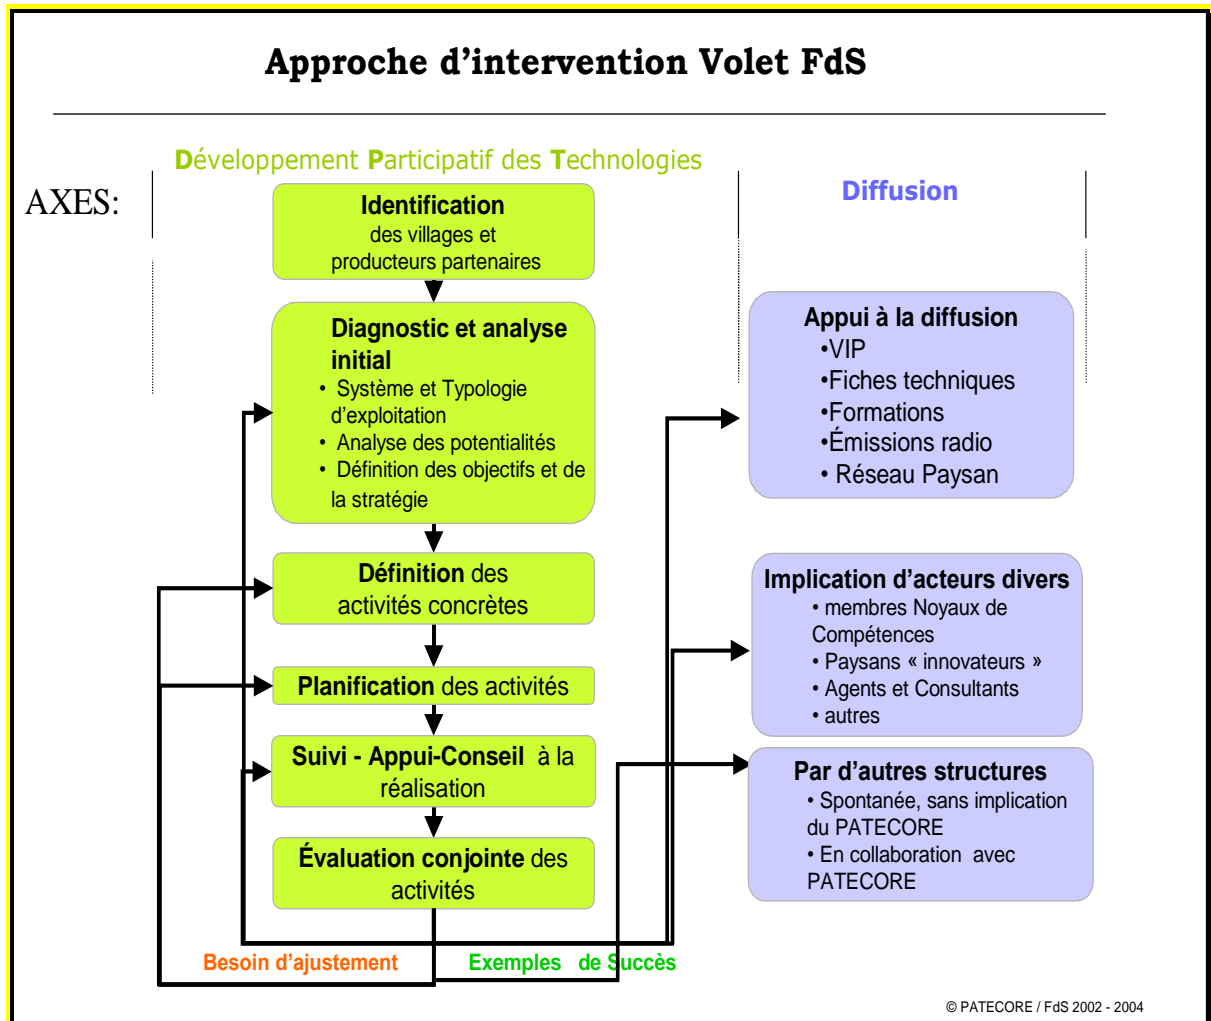 Approche d’intervention Volet FdS
AXES:
Développement Participatif des Technologies
Identification
des villages et
producteurs partenaires
Diagnostic et analyse
initial
• Système et Typologie
d'exploitation
• Analyse des potentialités
• Définition des objectifs et de
la stratégie
Définition des
activités concrètes
Planification des activités
Suivi - Appui-Conseil à la
réalisation
Évaluation conjointe des
activités
Besoin d’ajustement
Exemples de Succès
Diffusion
Appui à la diffusion
•VIP
•Fiches techniques
•Formations
•Émissions radio
• Réseau Paysan
Implication d’acteurs divers
• membres Noyaux de
Compétences
• Paysans « innovateurs »
• Agents et Consultants
• autres
Par d’autres structures
• Spontanée, sans implication
du PATECORE
• En collaboration avec
PATECORE
© PATECORE / FdS 2002 - 2004